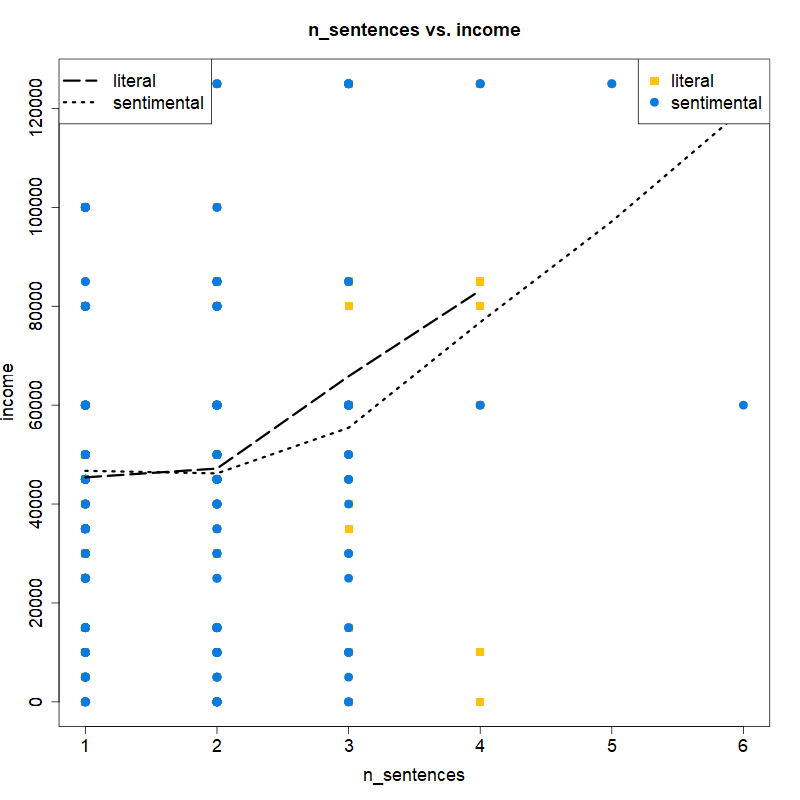 n_sentences vs. income
literal
sentimental
literal
sentimental
income
120000
100000
80000
60000
40000
20000
0
1 2 3 4 5 6
n_sentences